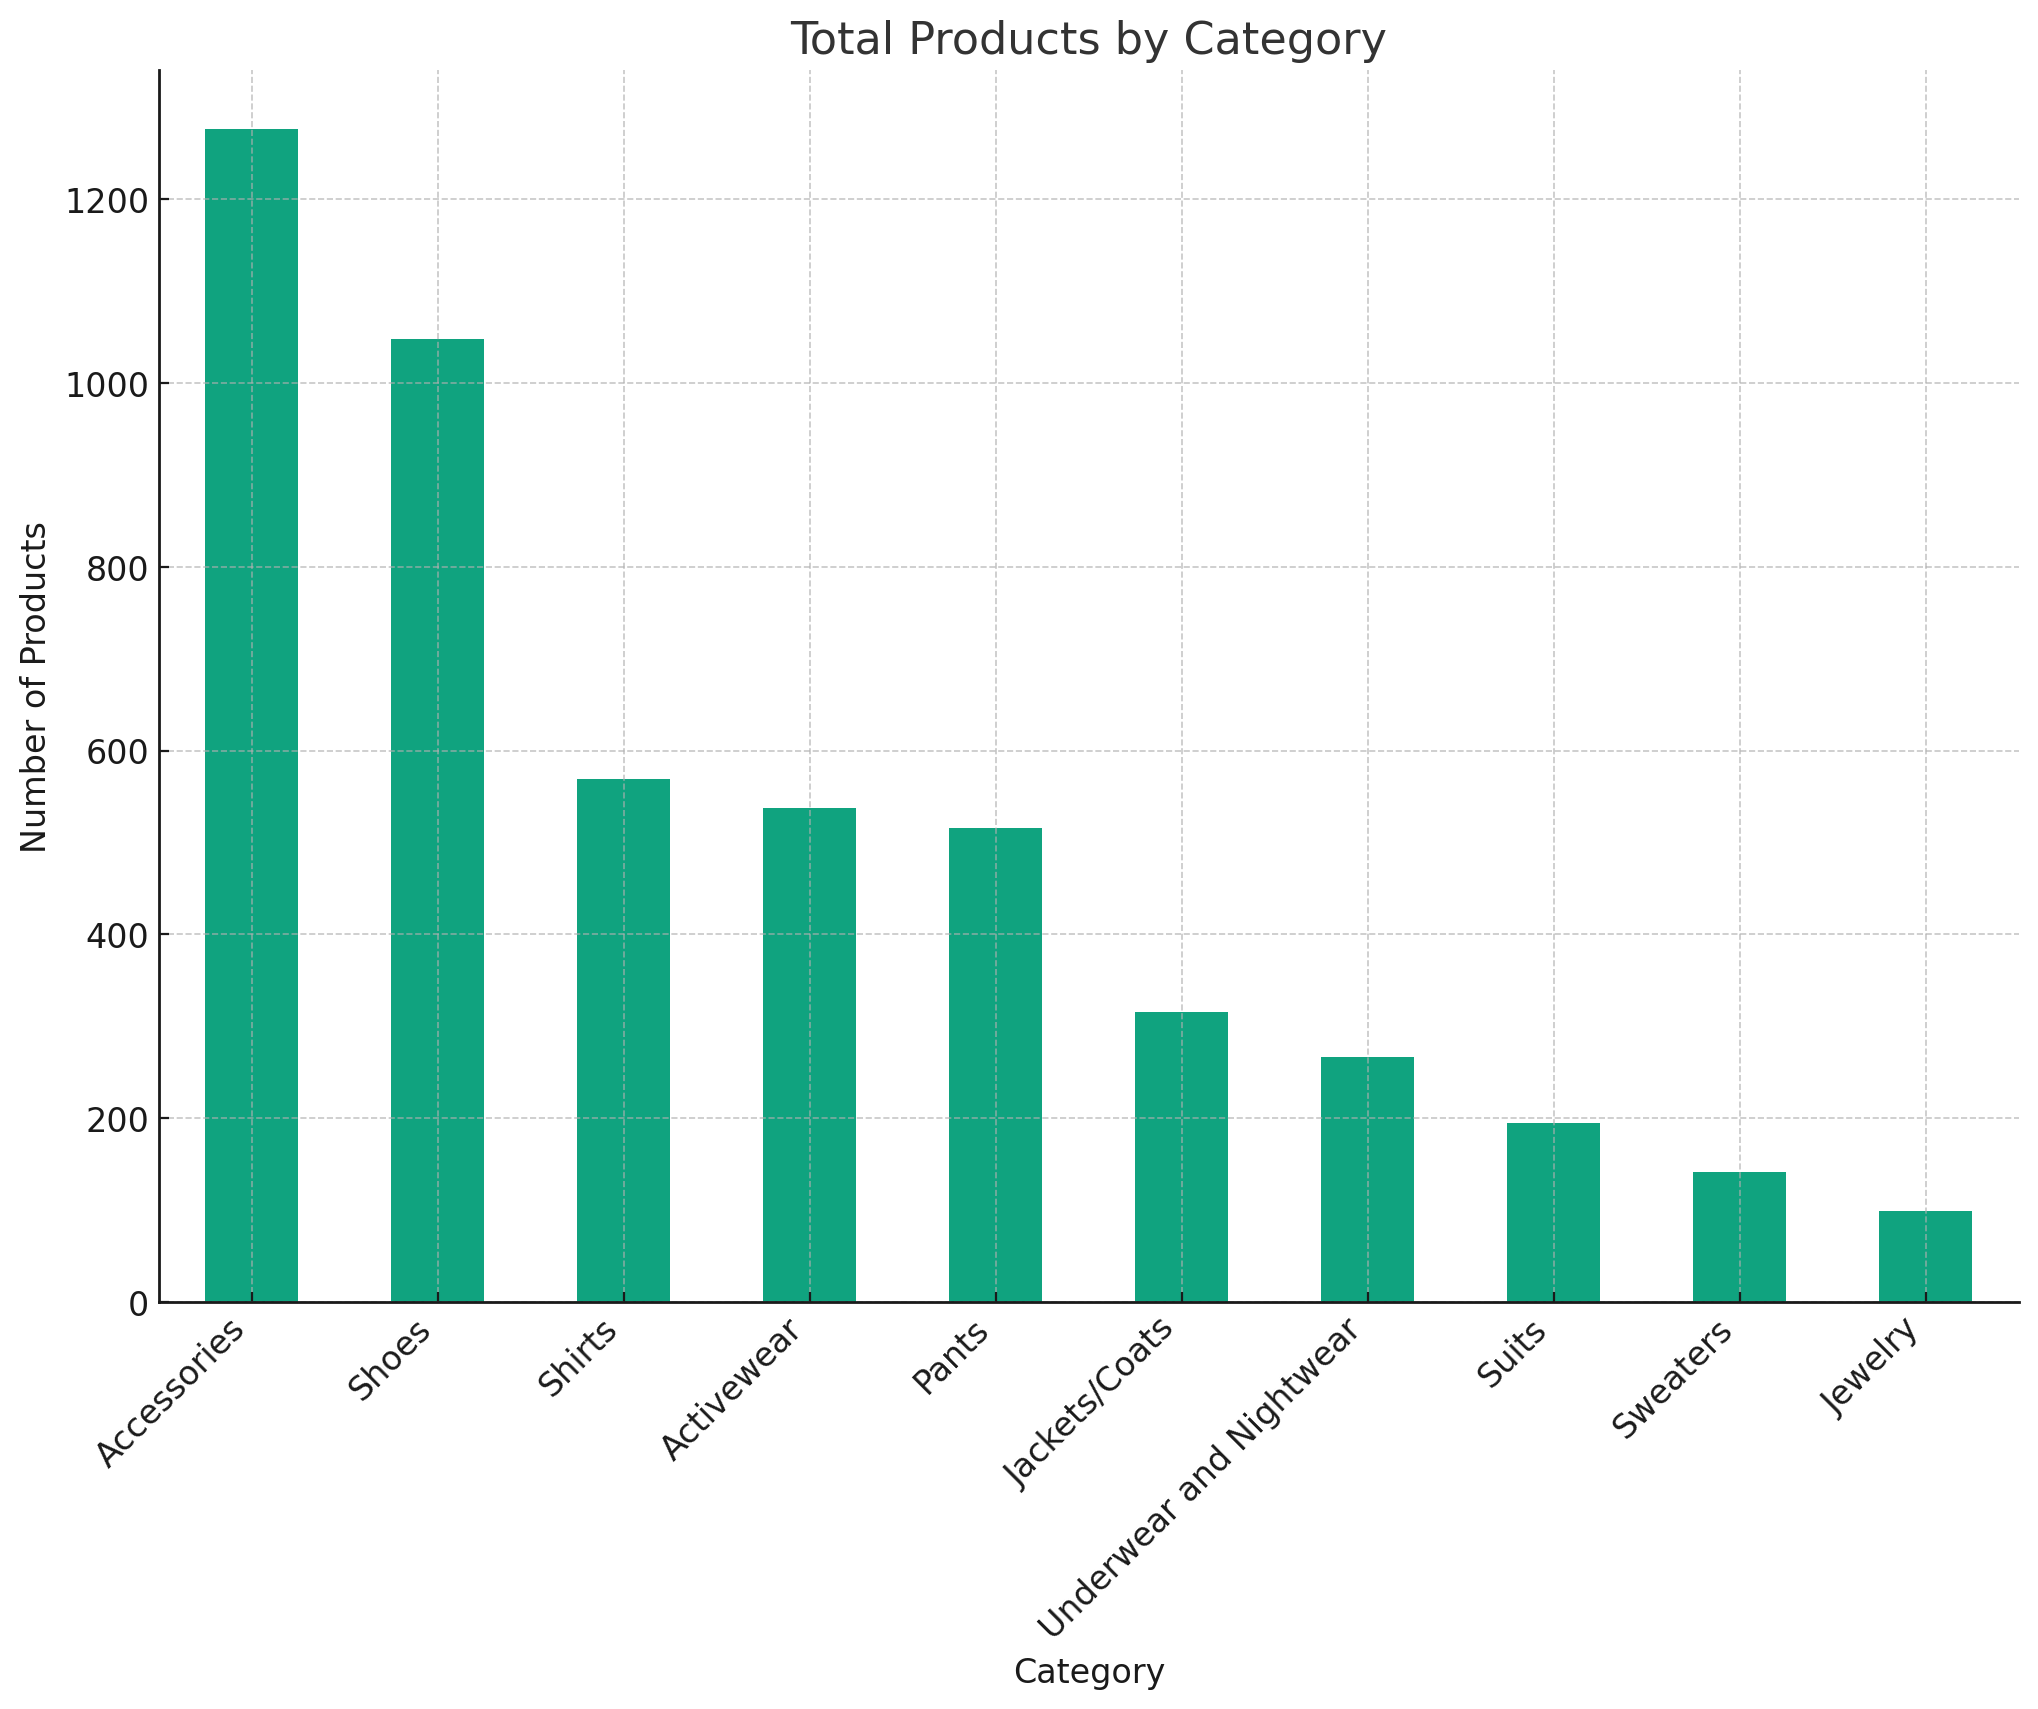 Total Products by Category
Number of Products
1200
1000
800
600
400
200
0
Accessories
Shoes
Shirts
Activewear
Pants
Jackets/Coats
Underwear and Nightwear
Suits
Sweaters
Jewelry
Category